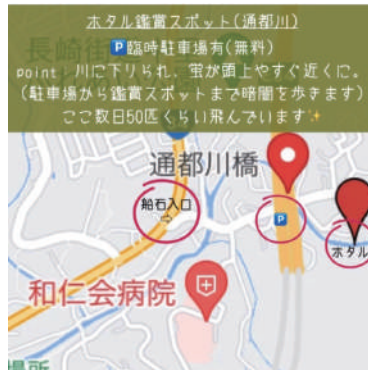 ホタル鑑賞スポット(通都川)
🅿臨時駐車場有(無料)
point 川に下りられ、蛍が頭上やすぐ近くに。
(駐車場から鑑賞スポットまで暗闇を歩きます)
ここ数日50匹くらい飛んでいます✨
通都川橋
船石入口
⇨
P
ホタル
和仁会病院
場所